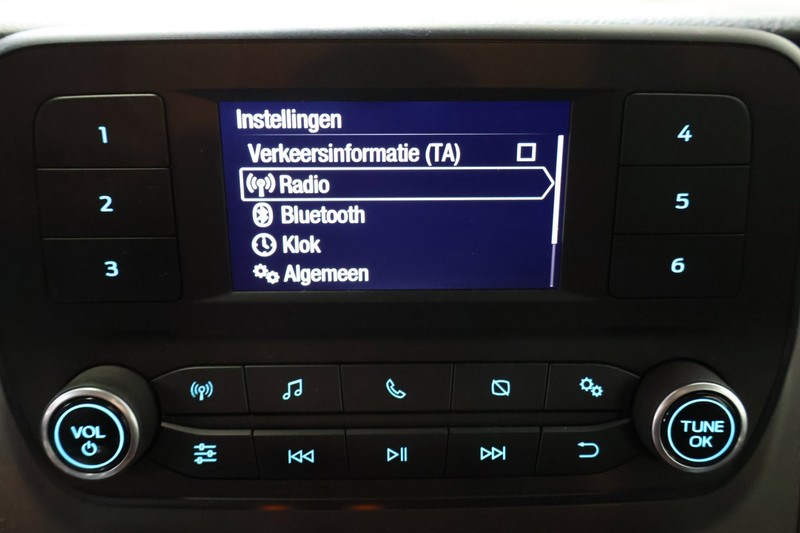 Instellingen
Verkeersinformatie (TA)
Radio
Bluetooth
Klok
Algemeen
1
2
3
4
5
6
VOL
TUNE
OK